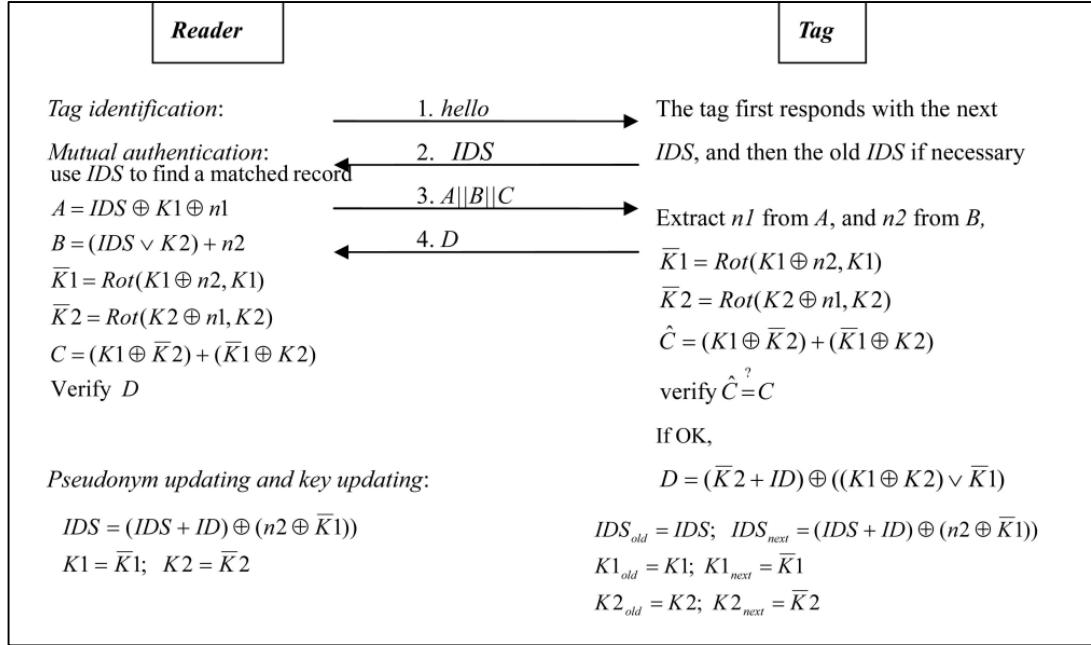 Reader
Tag
Tag identification:
1. hello
The tag first responds with the next
Mutual authentication:
2. IDS
IDS, and then the old IDS if necessary
use IDS to find a matched record
A = IDS ⊕ K1 ⊕ n1
3. A||B||C
Extract n1 from A, and n2 from B,
B = (IDS ∨ K2) + n2
4. D
K̅1 = Rot(K1 ⊕ n2, K1)
K̅1 = Rot(K1 ⊕ n2, K1)
K̅2 = Rot(K2 ⊕ n1, K2)
K̅2 = Rot(K2 ⊕ n1, K2)
C = (K1 ⊕ K̅2) + (K̅1 ⊕ K2)
Ĉ = (K1 ⊕ K̅2) + (K̅1 ⊕ K2)
Verify D
verify Ĉ =? C
If OK,
Pseudonym updating and key updating:
D = (K̅2 + ID) ⊕ ((K1 ⊕ K2) ∨ K̅1)
IDS = (IDS + ID) ⊕ (n2 ⊕ K̅1))
IDS_old = IDS; IDS_next = (IDS + ID) ⊕ (n2 ⊕ K̅1))
K1 = K̅1; K2 = K̅2
K1_old = K1; K1_next = K̅1
K2_old = K2; K2_next = K̅2